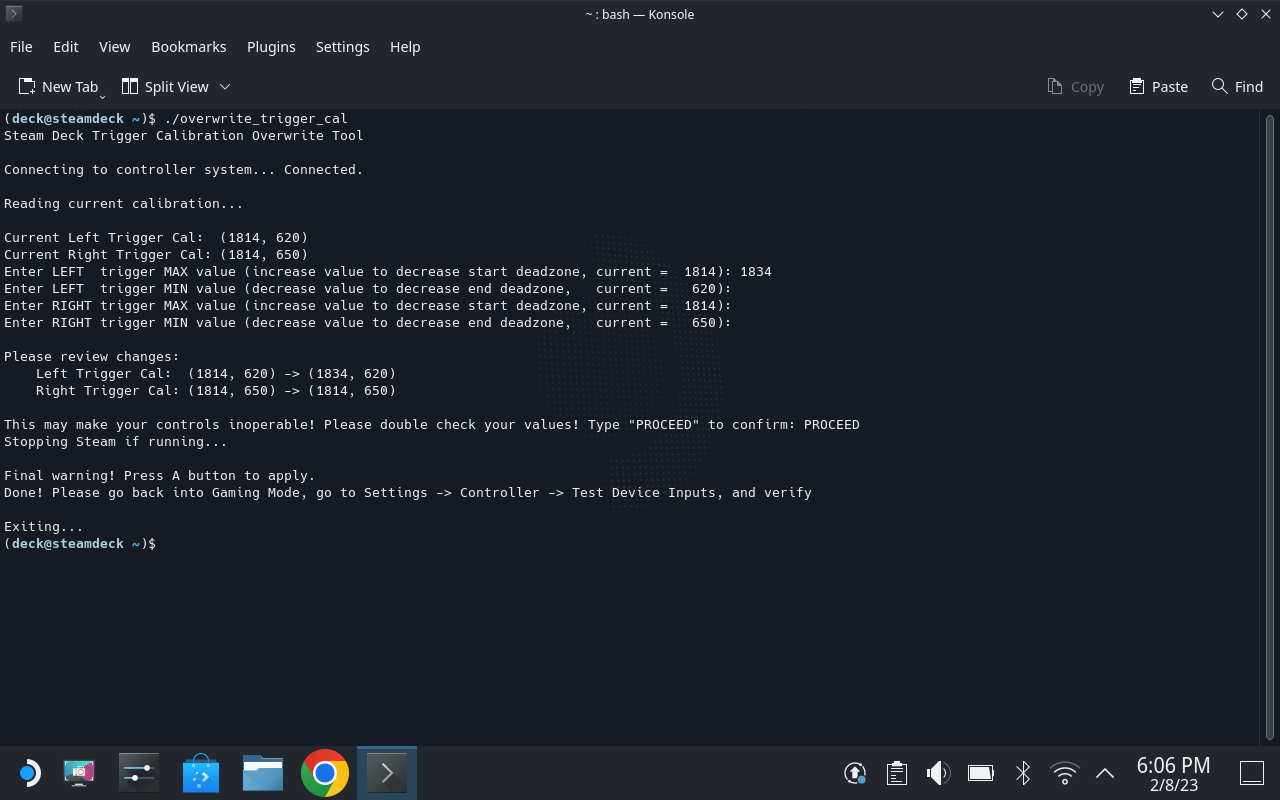 ~ : bash — Konsole
File Edit View Bookmarks Plugins Settings Help
New Tab Split View Copy Paste Find
(deck@steamdeck ~)$ ./overwrite_trigger_cal
Steam Deck Trigger Calibration Overwrite Tool
Connecting to controller system... Connected.
Reading current calibration...
Current Left Trigger Cal:  (1814, 620)
Current Right Trigger Cal: (1814, 650)
Enter LEFT  trigger MAX value (increase value to decrease start deadzone, current =  1814): 1834
Enter LEFT  trigger MIN value (decrease value to decrease end deadzone,   current =   620):
Enter RIGHT trigger MAX value (increase value to decrease start deadzone, current =  1814):
Enter RIGHT trigger MIN value (decrease value to decrease end deadzone,   current =   650):
Please review changes:
    Left Trigger Cal:  (1814, 620) -> (1834, 620)
    Right Trigger Cal: (1814, 650) -> (1814, 650)
This may make your controls inoperable! Please double check your values! Type "PROCEED" to confirm: PROCEED
Stopping Steam if running...
Final warning! Press A button to apply.
Done! Please go back into Gaming Mode, go to Settings -> Controller -> Test Device Inputs, and verify
Exiting...
(deck@steamdeck ~)$
6:06 PM
2/8/23